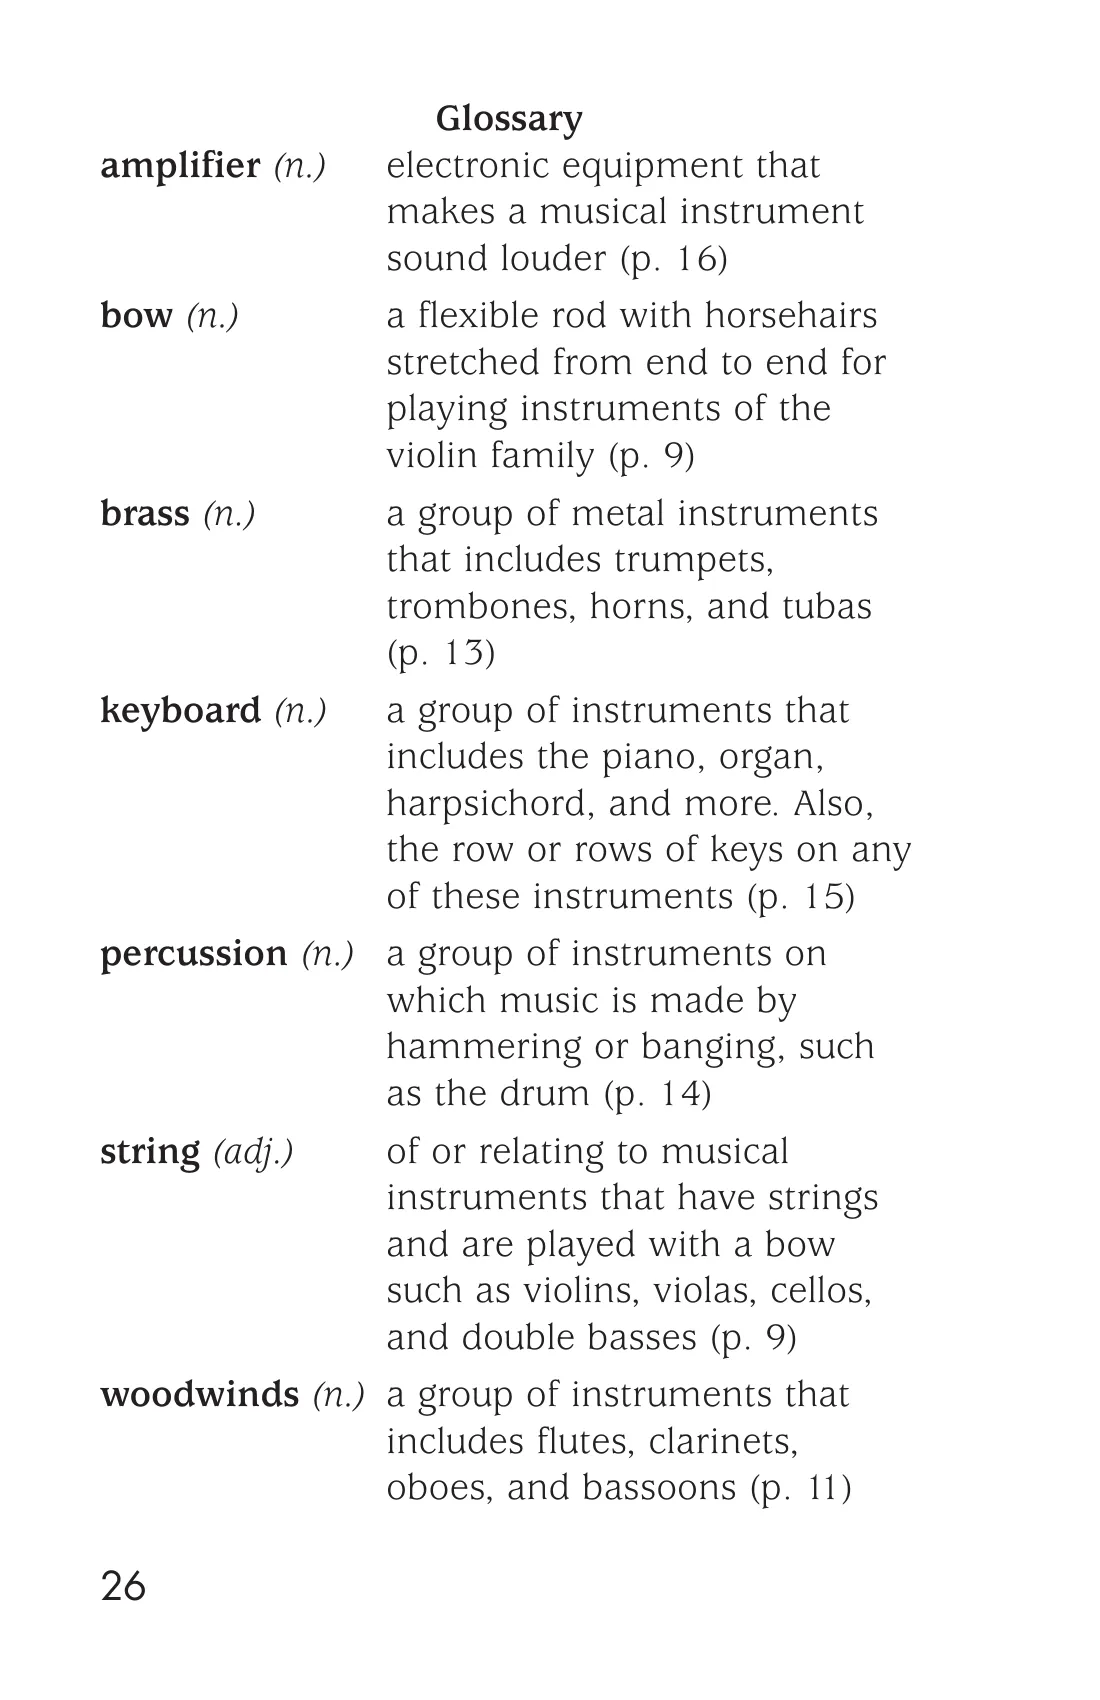 Glossary
amplifier (n.) electronic equipment that
makes a musical instrument
sound louder (p. 16)
bow (n.) a flexible rod with horsehairs
stretched from end to end for
playing instruments of the
violin family (p. 9)
brass (n.) a group of metal instruments
that includes trumpets,
trombones, horns, and tubas
(p. 13)
keyboard (n.) a group of instruments that
includes the piano, organ,
harpsichord, and more. Also,
the row or rows of keys on any
of these instruments (p. 15)
percussion (n.) a group of instruments on
which music is made by
hammering or banging, such
as the drum (p. 14)
string (adj.) of or relating to musical
instruments that have strings
and are played with a bow
such as violins, violas, cellos,
and double basses (p. 9)
woodwinds (n.) a group of instruments that
includes flutes, clarinets,
oboes, and bassoons (p. 11)
26